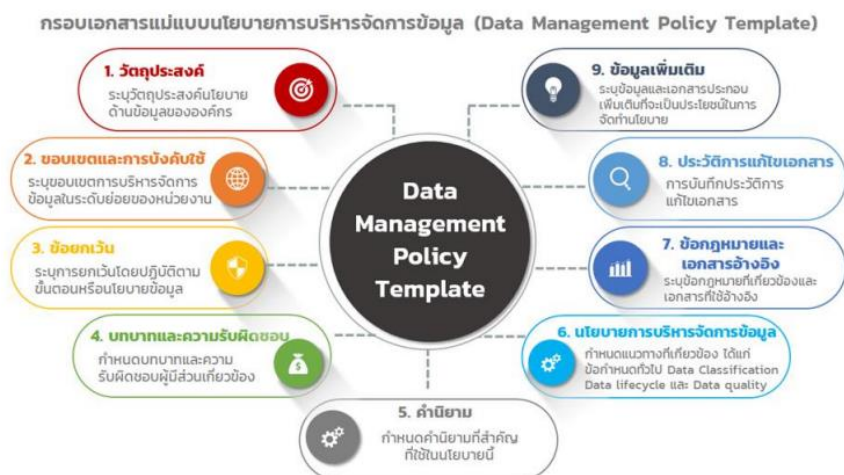 กรอบเอกสารแม่แบบนโยบายการบริหารจัดการข้อมูล (Data Management Policy Template)
1. วัตถุประสงค์
ระบุวัตถุประสงค์นโยบาย
ด้านข้อมูลขององค์กร
2. ขอบเขตและการบังคับใช้
ระบุขอบเขตการบริหารจัดการ
ข้อมูลในระดับย่อยของหน่วยงาน
3. ข้อยกเว้น
ระบุการยกเว้นโดยปฏิบัติตาม
ขั้นตอนหรือนโยบายข้อมูล
4. บทบาทและความรับผิดชอบ
กำหนดบทบาทและความ
รับผิดชอบผู้มีส่วนเกี่ยวข้อง
Data
Management
Policy
Template
5. คำนิยาม
กำหนดคำนิยามที่สำคัญ
ที่ใช้ในนโยบายนี้
6. นโยบายการบริหารจัดการข้อมูล
กำหนดแนวทางที่เกี่ยวข้อง ได้แก่
ข้อกำหนดทั่วไป Data Classification
Data lifecycle และ Data quality
7. ข้อกฎหมายและ
เอกสารอ้างอิง
ระบุข้อกฎหมายที่เกี่ยวข้องและ
เอกสารที่ใช้อ้างอิง
8. ประวัติการแก้ไขเอกสาร
การบันทึกประวัติการ
แก้ไขเอกสาร
9. ข้อมูลเพิ่มเติม
ระบุข้อมูลและเอกสารประกอบ
เพิ่มเติมที่จะเป็นประโยชน์ในการ
จัดทำนโยบาย